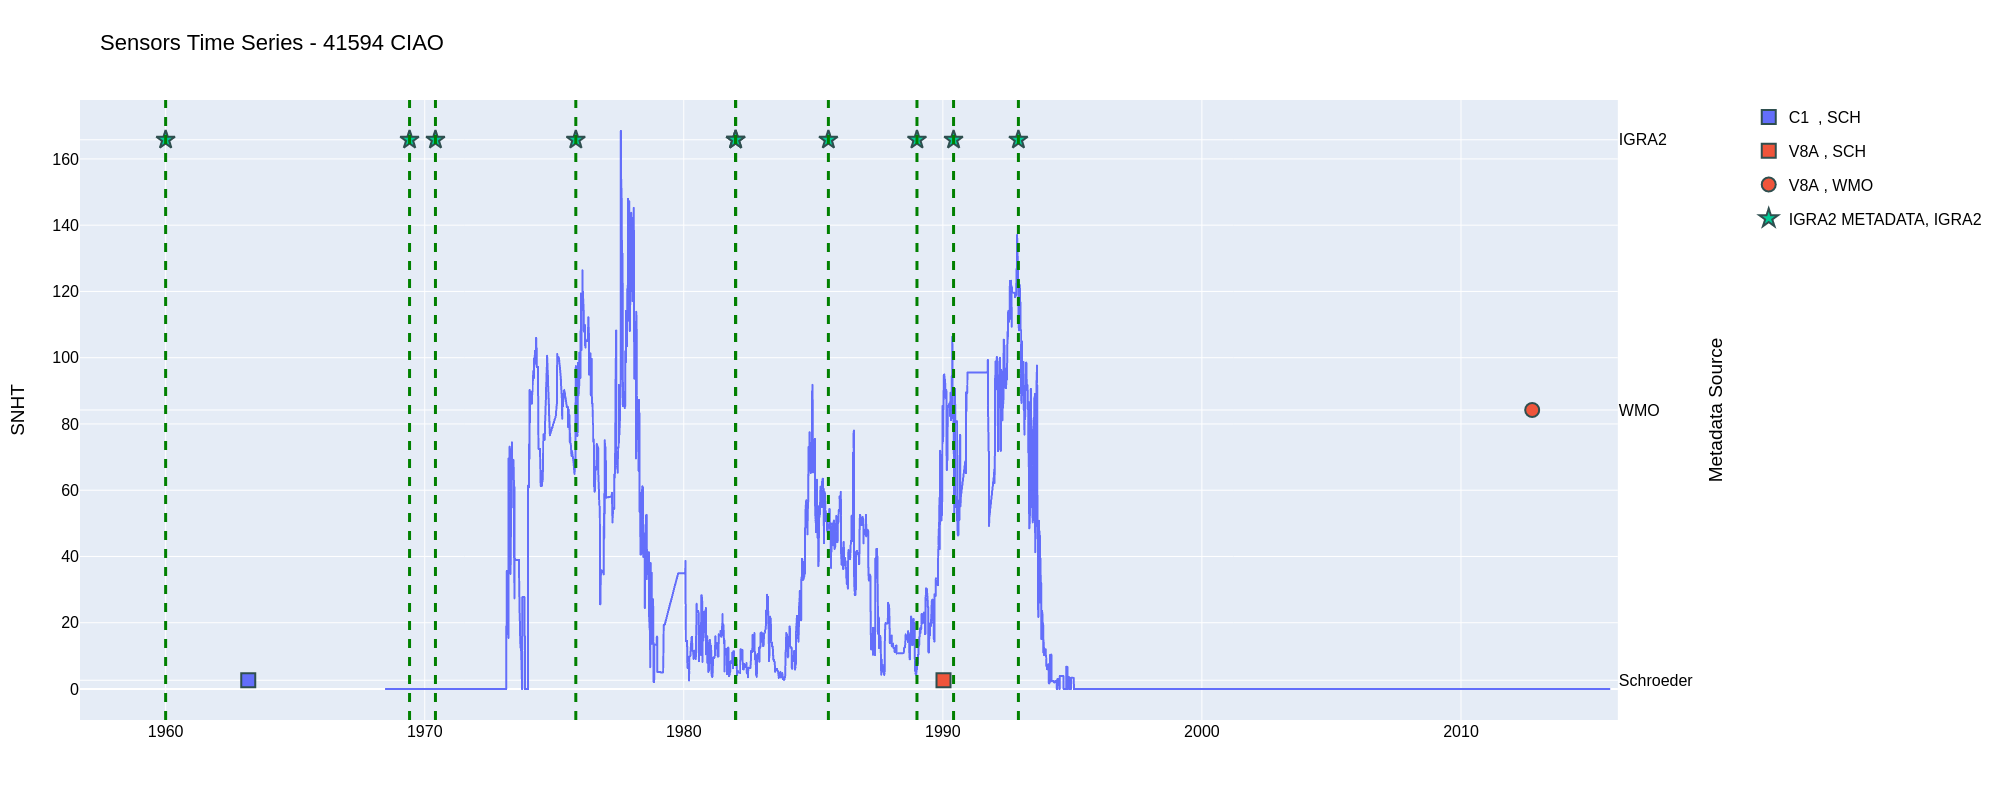 Sensors Time Series - 41594 CIAO
C1 , SCH
V8A , SCH
V8A , WMO
IGRA2 METADATA, IGRA2
IGRA2
WMO
Schroeder
Metadata Source
SNHT
160
140
120
100
80
60
40
20
0
1960
1970
1980
1990
2000
2010